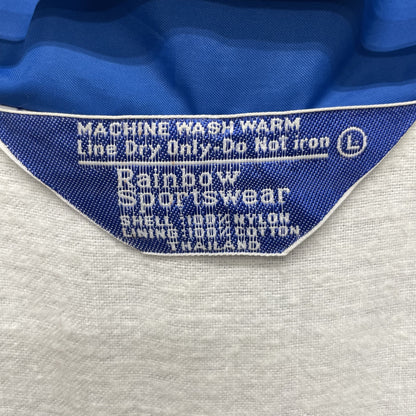 MACHINE WASH WARM
Line Dry Only-Do Not iron Ⓛ
Rainbow
Sportswear
SHELL :100% NYLON
LINING :100% COTTON
THAILAND